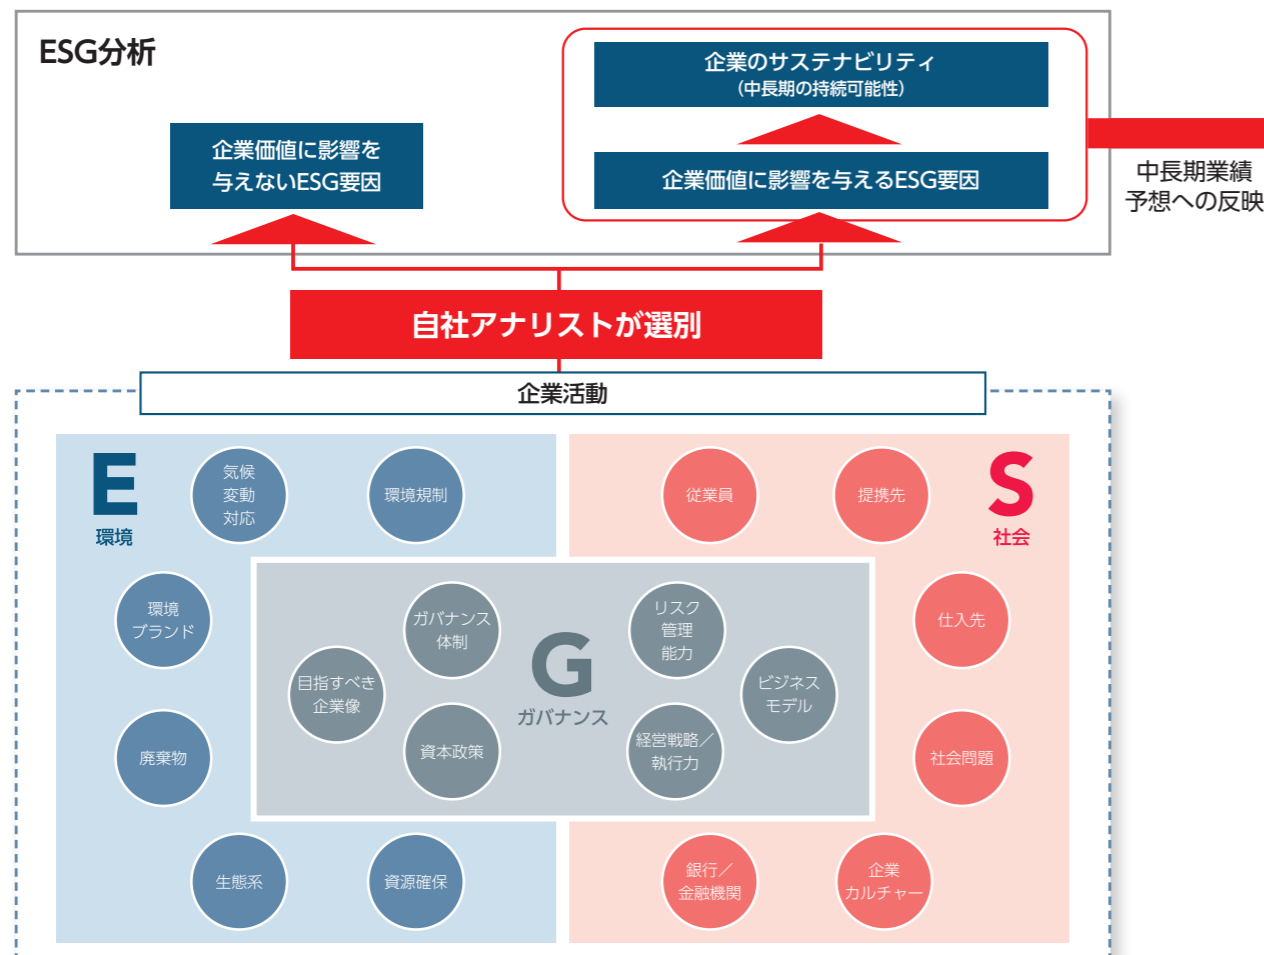 ESG分析
企業のサステナビリティ
（中長期の持続可能性）
企業価値に影響を
与えないESG要因
企業価値に影響を与えるESG要因
中長期業績
予想への反映
自社アナリストが選別
企業活動
E
環境
気候
変動
対応
環境規制
環境
ブランド
廃棄物
生態系
資源確保
S
社会
従業員
提携先
仕入先
社会問題
銀行／
金融機関
企業
カルチャー
G
ガバナンス
ガバナンス
体制
目指すべき
企業像
資本政策
リスク
管理
能力
ビジネス
モデル
経営戦略／
執行力